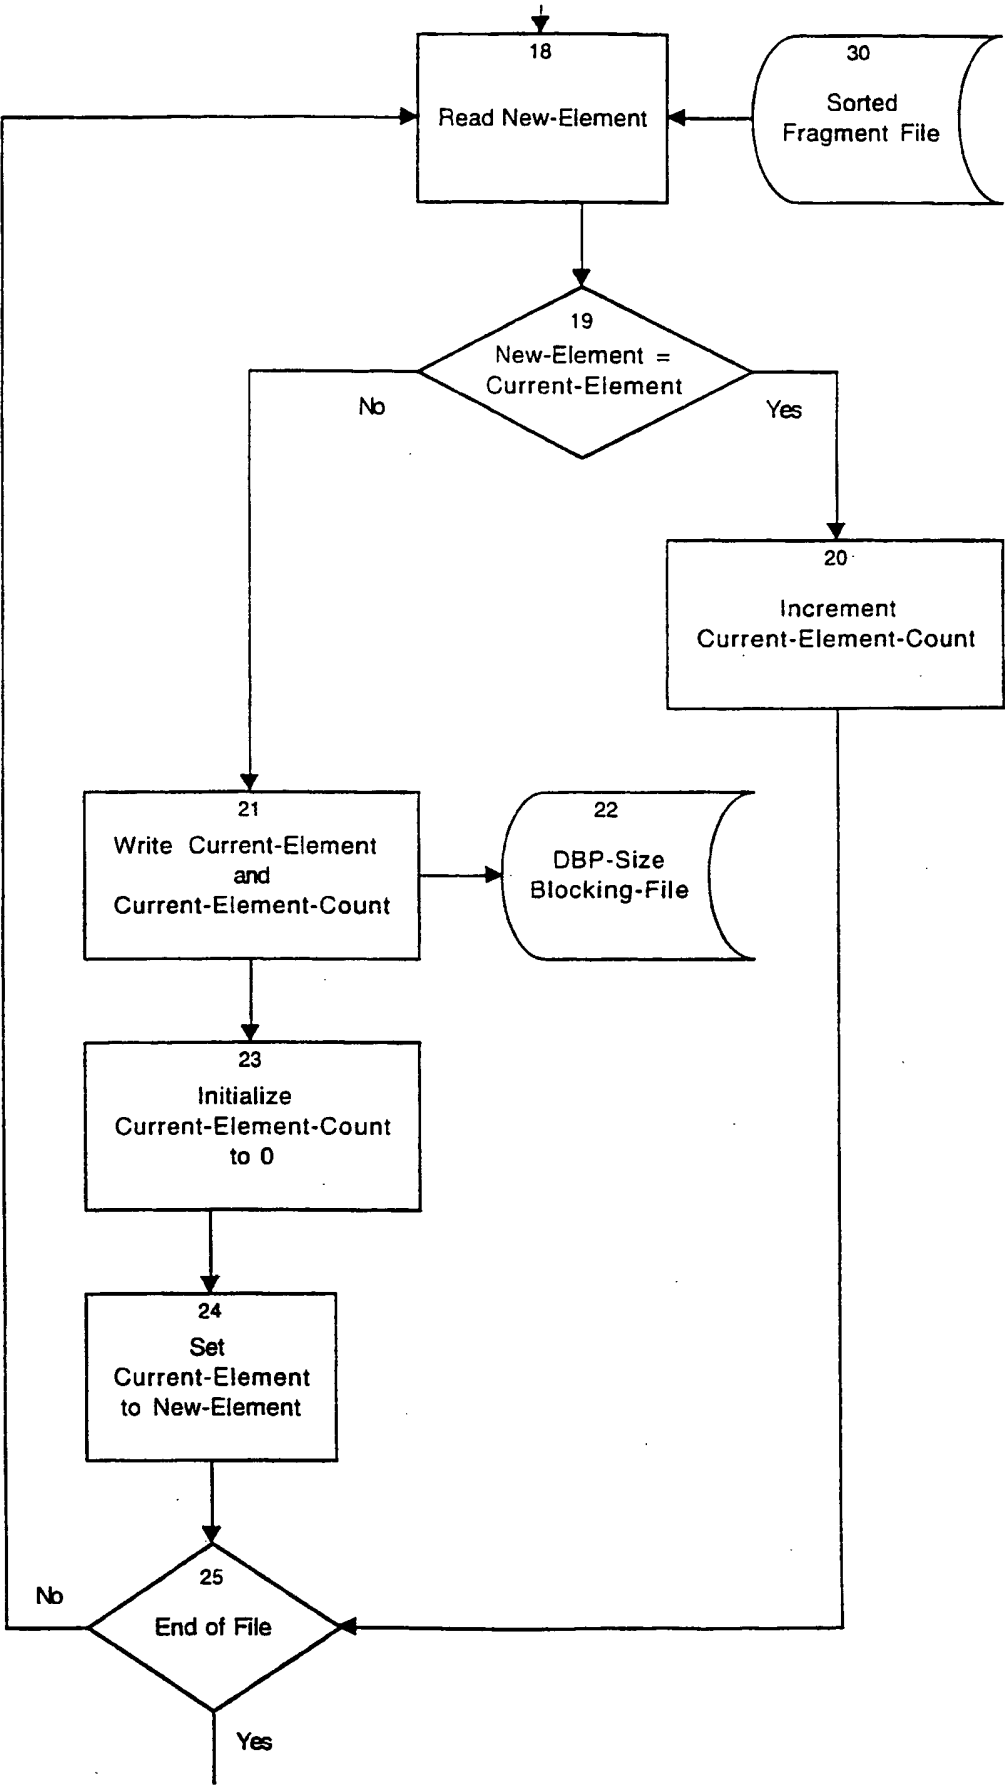 18
Read New-Element
30
Sorted
Fragment File
19
New-Element =
Current-Element
No
Yes
20
Increment
Current-Element-Count
21
Write Current-Element
and
Current-Element-Count
22
DBP-Size
Blocking-File
23
Initialize
Current-Element-Count
to 0
24
Set
Current-Element
to New-Element
25
End of File
No
Yes